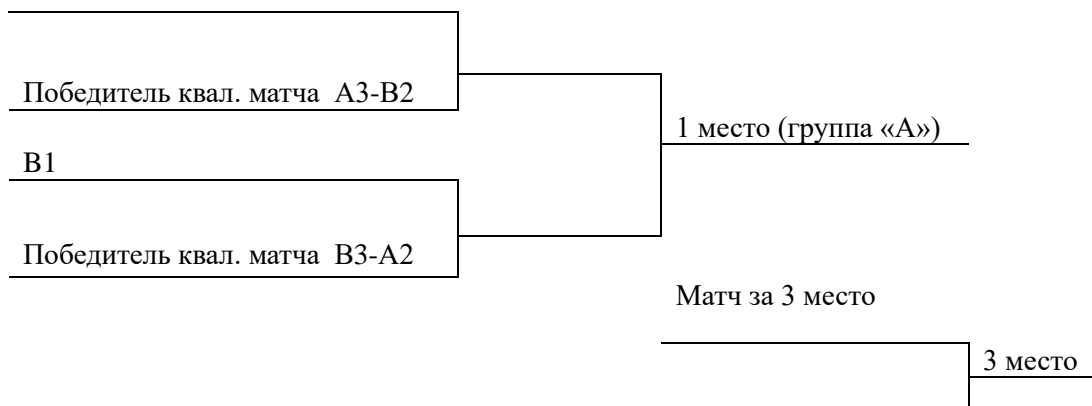 Победитель квал. матча А3-В2
1 место (группа «А»)
В1
Победитель квал. матча В3-А2
Матч за 3 место
3 место